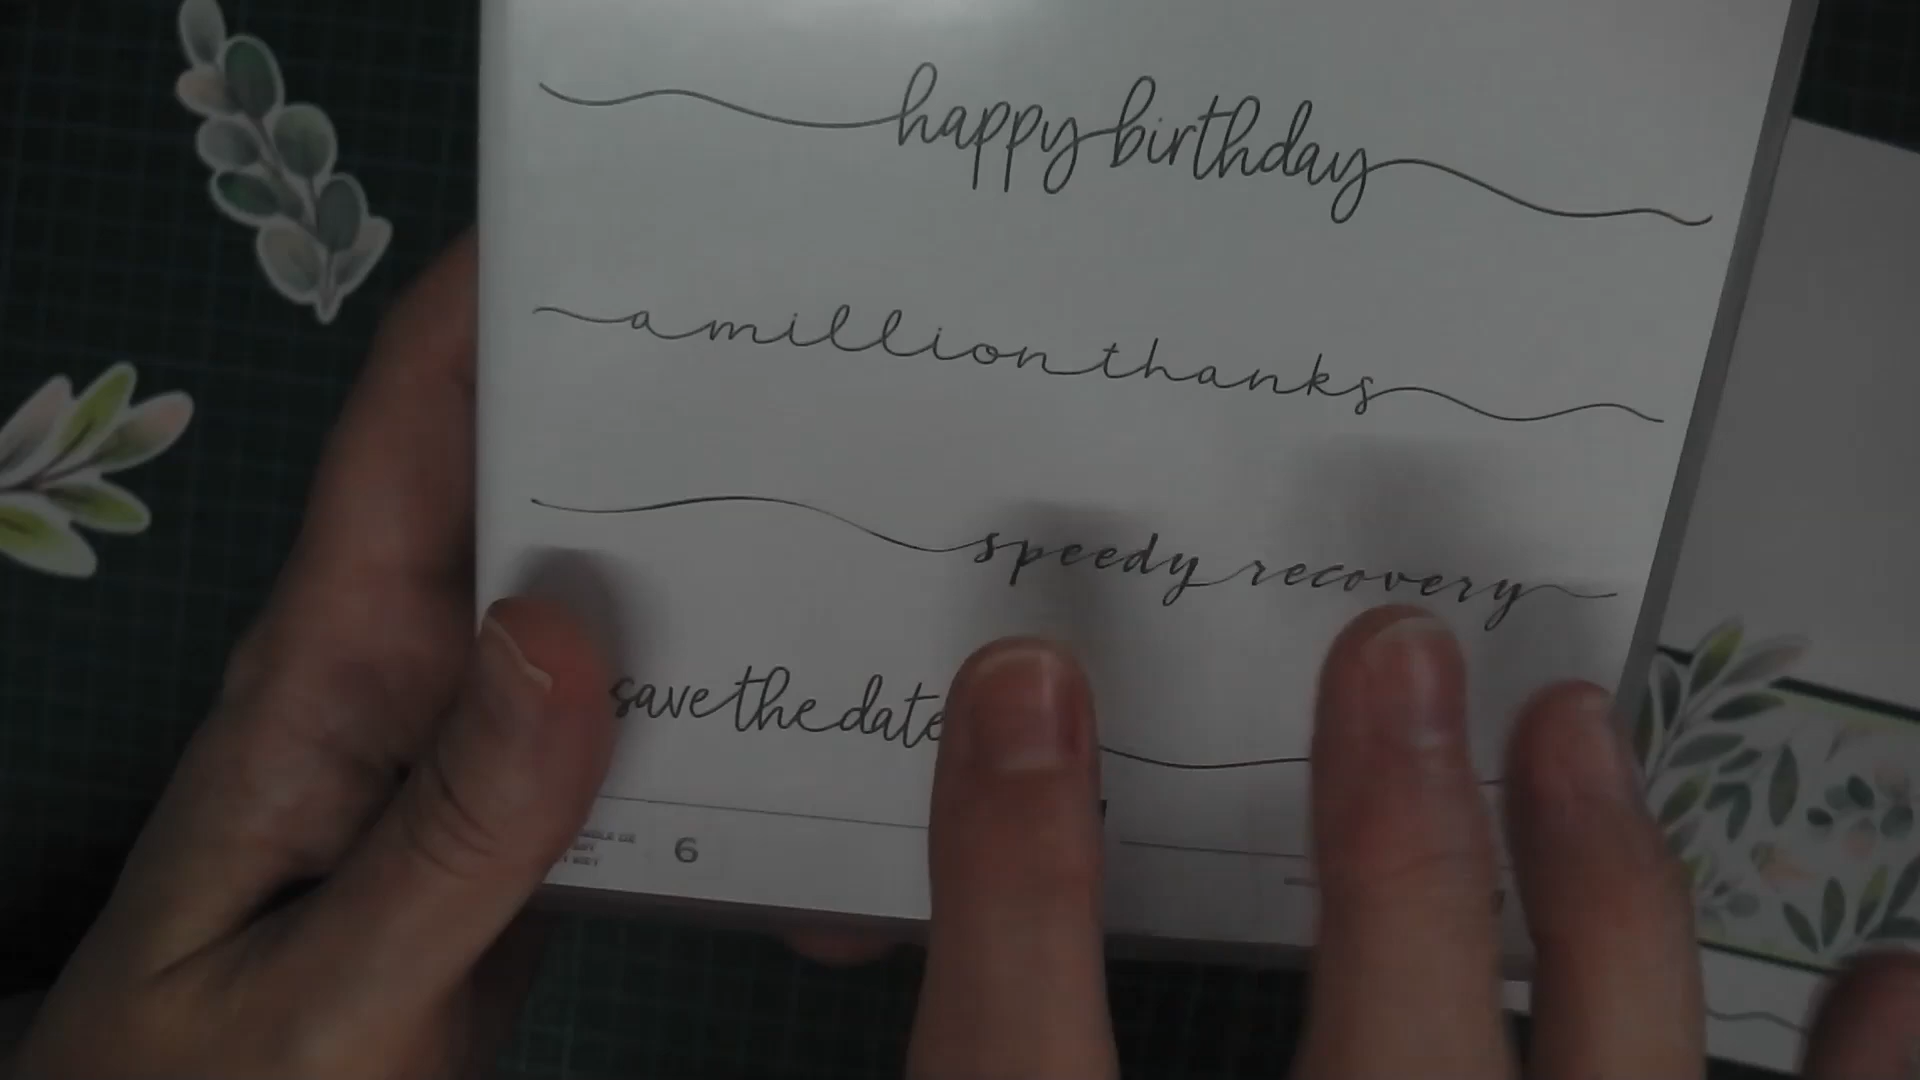 happy birthday
a million thanks
speedy recovery
save the date
6